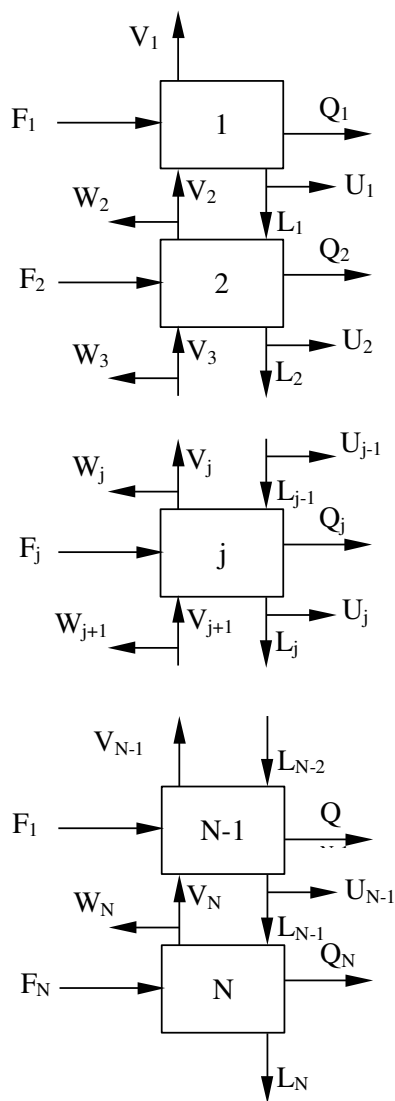 V1
F1 1 Q1
W2 V2 U1
L1
F2 2 Q2
W3 V3 U2
L2
Wj Vj Uj-1
Lj-1
Fj j Qj
Wj+1 Vj+1 Uj
Lj
VN-1 LN-2
F1 N-1 Q
WN VN UN-1
LN-1
FN N QN
LN